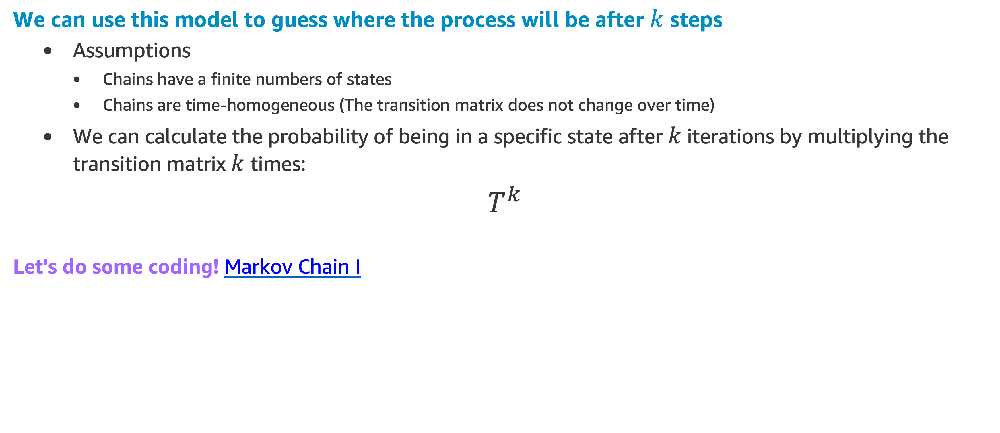 We can use this model to guess where the process will be after k steps
• Assumptions
• Chains have a finite numbers of states
• Chains are time-homogeneous (The transition matrix does not change over time)
• We can calculate the probability of being in a specific state after k iterations by multiplying the
transition matrix k times:
T^k
Let's do some coding! Markov Chain I